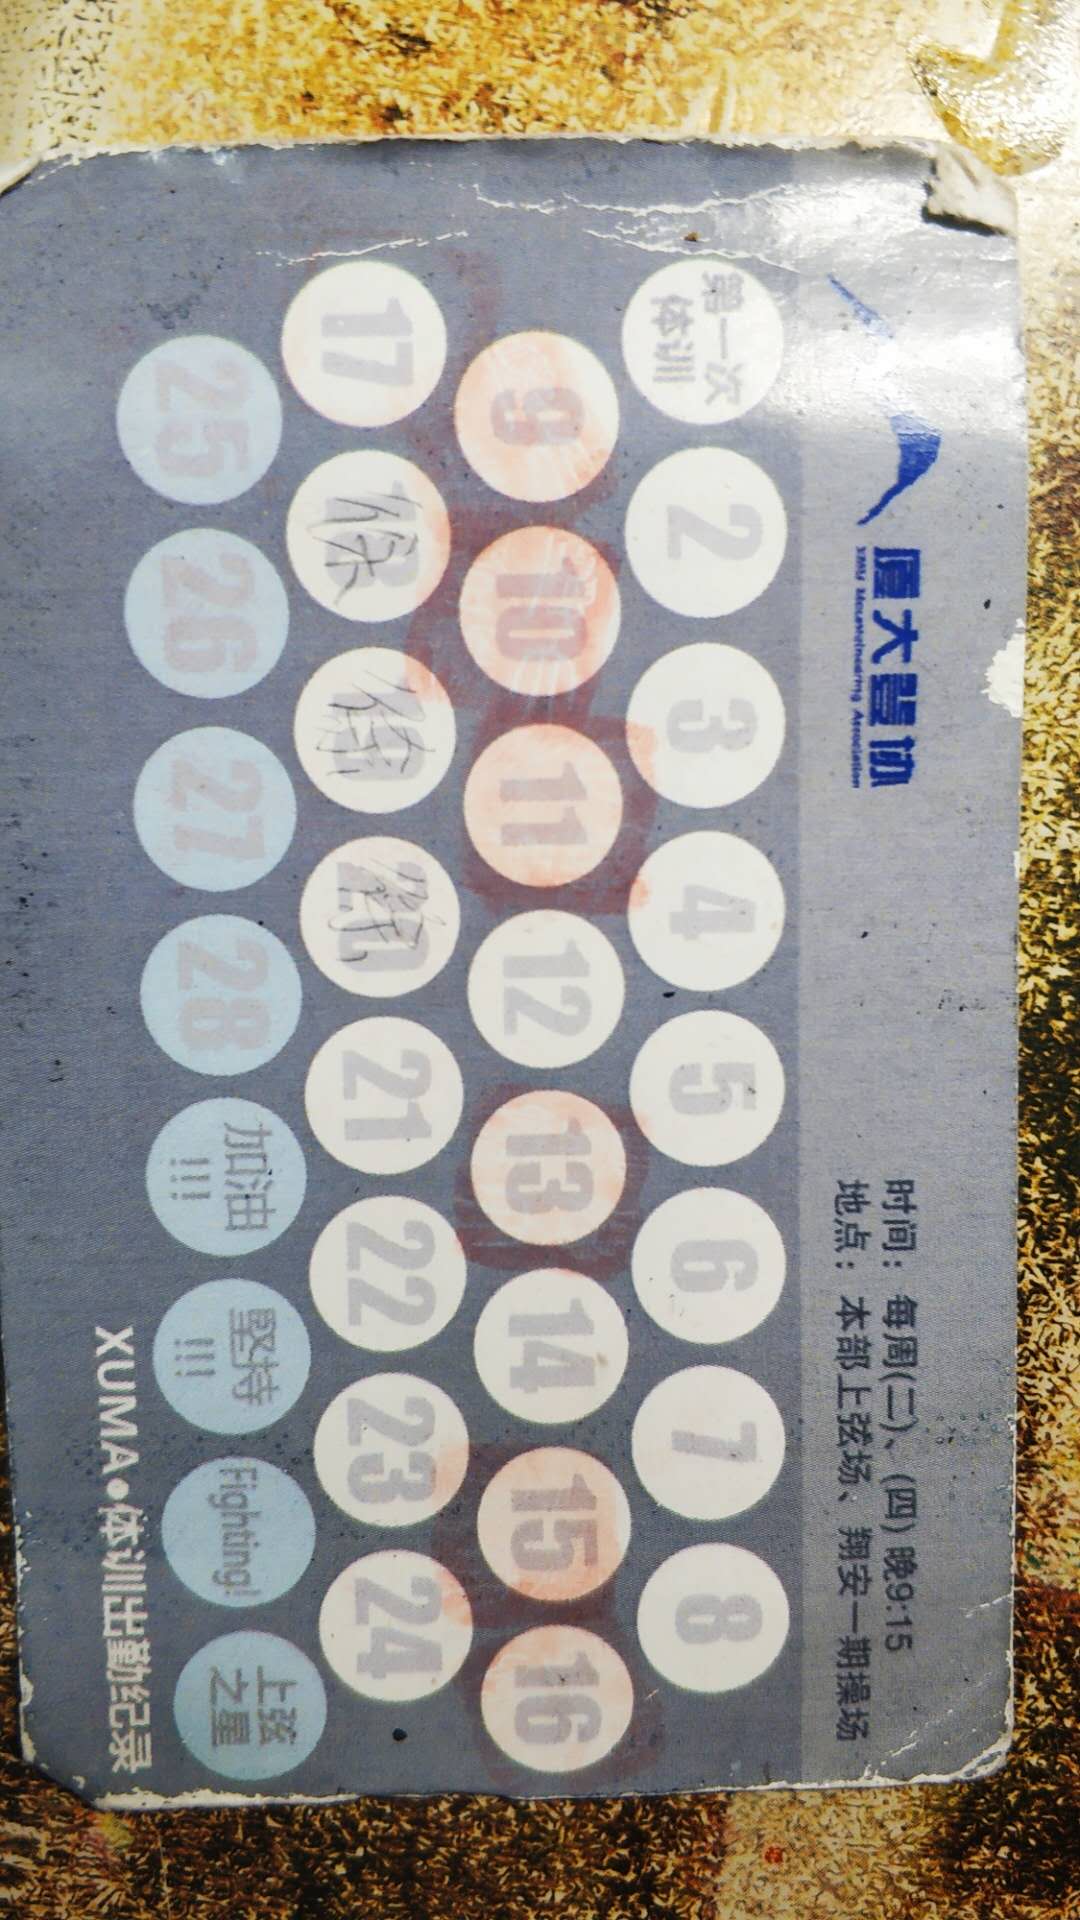 厦大登协
XMU Mountaineering Association
时间：每周(二)、(四)晚9:15
地点：本部上弦场、翔安一期操场
第一次体训 2 3 4 5 6 7 8
9 10 11 12 13 14 15 16
17 18 19 20 21 22 23 24
25 26 27 28 加油!!! 坚持!!! Fighting! 上弦之星
XUMA•体训出勤纪录